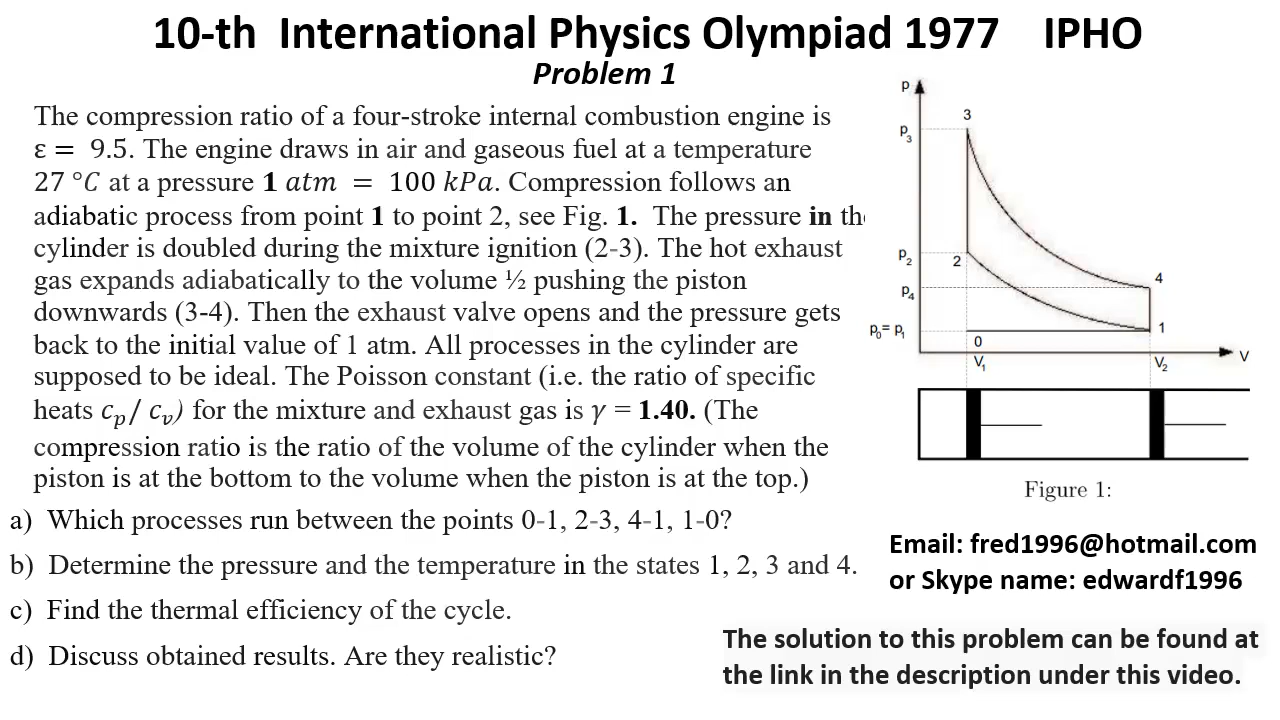 10-th International Physics Olympiad 1977 IPHO
Problem 1
The compression ratio of a four-stroke internal combustion engine is
ε = 9.5. The engine draws in air and gaseous fuel at a temperature
27 °C at a pressure 1 atm = 100 kPa. Compression follows an
adiabatic process from point 1 to point 2, see Fig. 1. The pressure in th
cylinder is doubled during the mixture ignition (2-3). The hot exhaust
gas expands adiabatically to the volume ½ pushing the piston
downwards (3-4). Then the exhaust valve opens and the pressure gets
back to the initial value of 1 atm. All processes in the cylinder are
supposed to be ideal. The Poisson constant (i.e. the ratio of specific
heats c_p/ c_v) for the mixture and exhaust gas is γ = 1.40. (The
compression ratio is the ratio of the volume of the cylinder when the
piston is at the bottom to the volume when the piston is at the top.)
a) Which processes run between the points 0-1, 2-3, 4-1, 1-0?
b) Determine the pressure and the temperature in the states 1, 2, 3 and 4.
c) Find the thermal efficiency of the cycle.
d) Discuss obtained results. Are they realistic?
p
3
p₃
p₂
2
4
p₄
p₀= p₁
1
0
V₁
V₂
V
Figure 1:
Email: fred1996@hotmail.com
or Skype name: edwardf1996
The solution to this problem can be found at
the link in the description under this video.